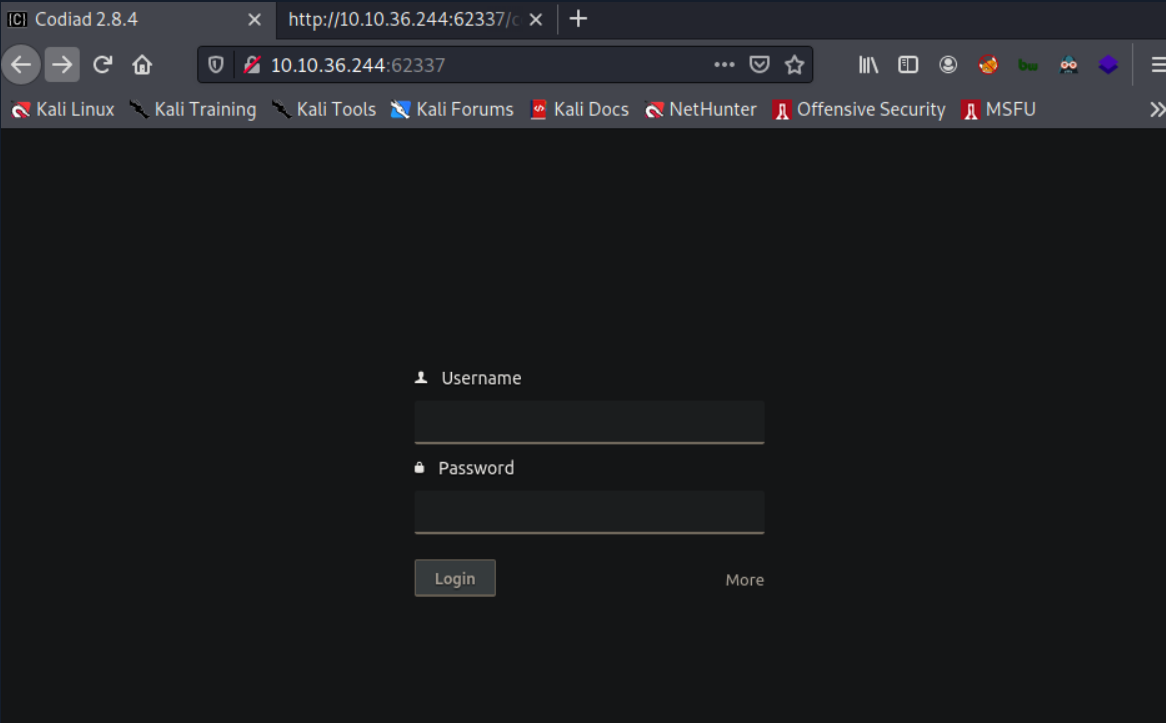 |C| Codiad 2.8.4
http://10.10.36.244:62337/c
10.10.36.244:62337
Kali Linux Kali Training Kali Tools Kali Forums Kali Docs NetHunter Offensive Security MSFU
Username
Password
Login More